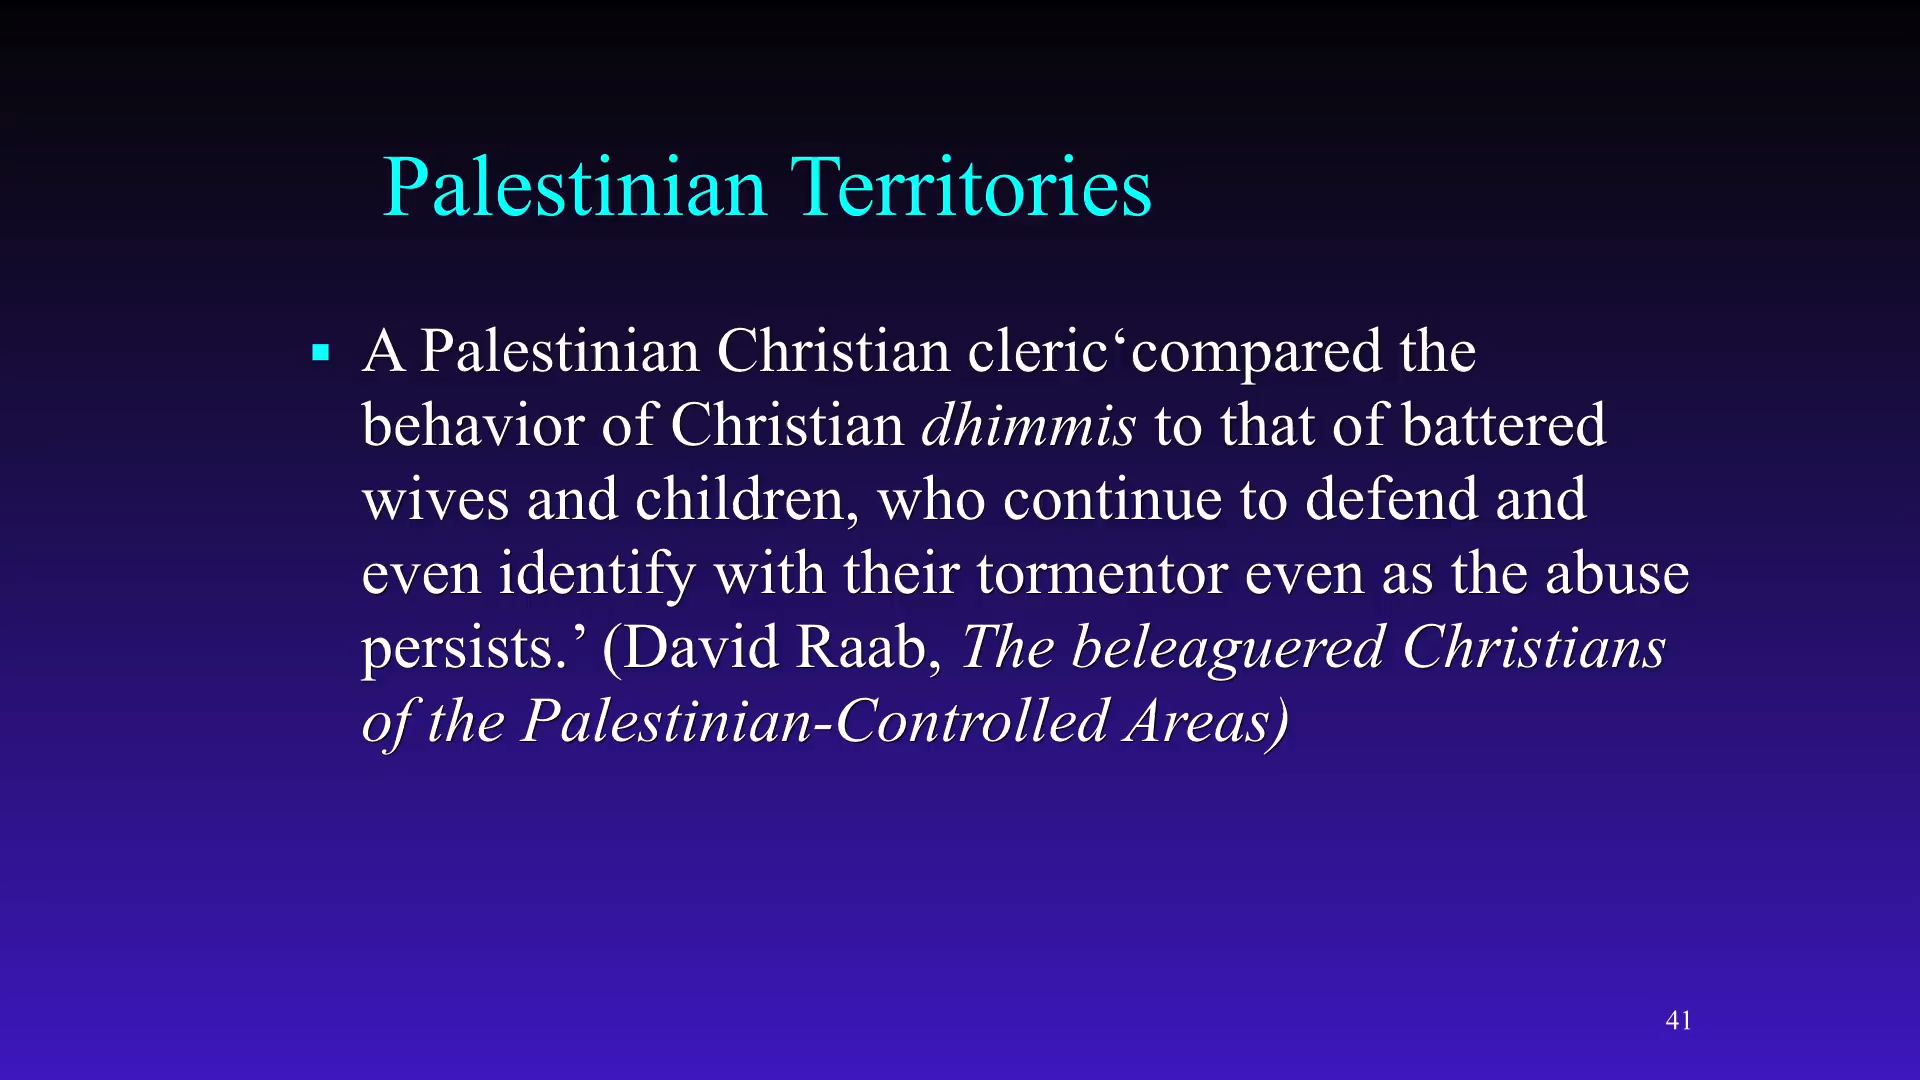 Palestinian Territories
▪ A Palestinian Christian cleric‘compared the
behavior of Christian dhimmis to that of battered
wives and children, who continue to defend and
even identify with their tormentor even as the abuse
persists.’ (David Raab, The beleaguered Christians
of the Palestinian-Controlled Areas)
41